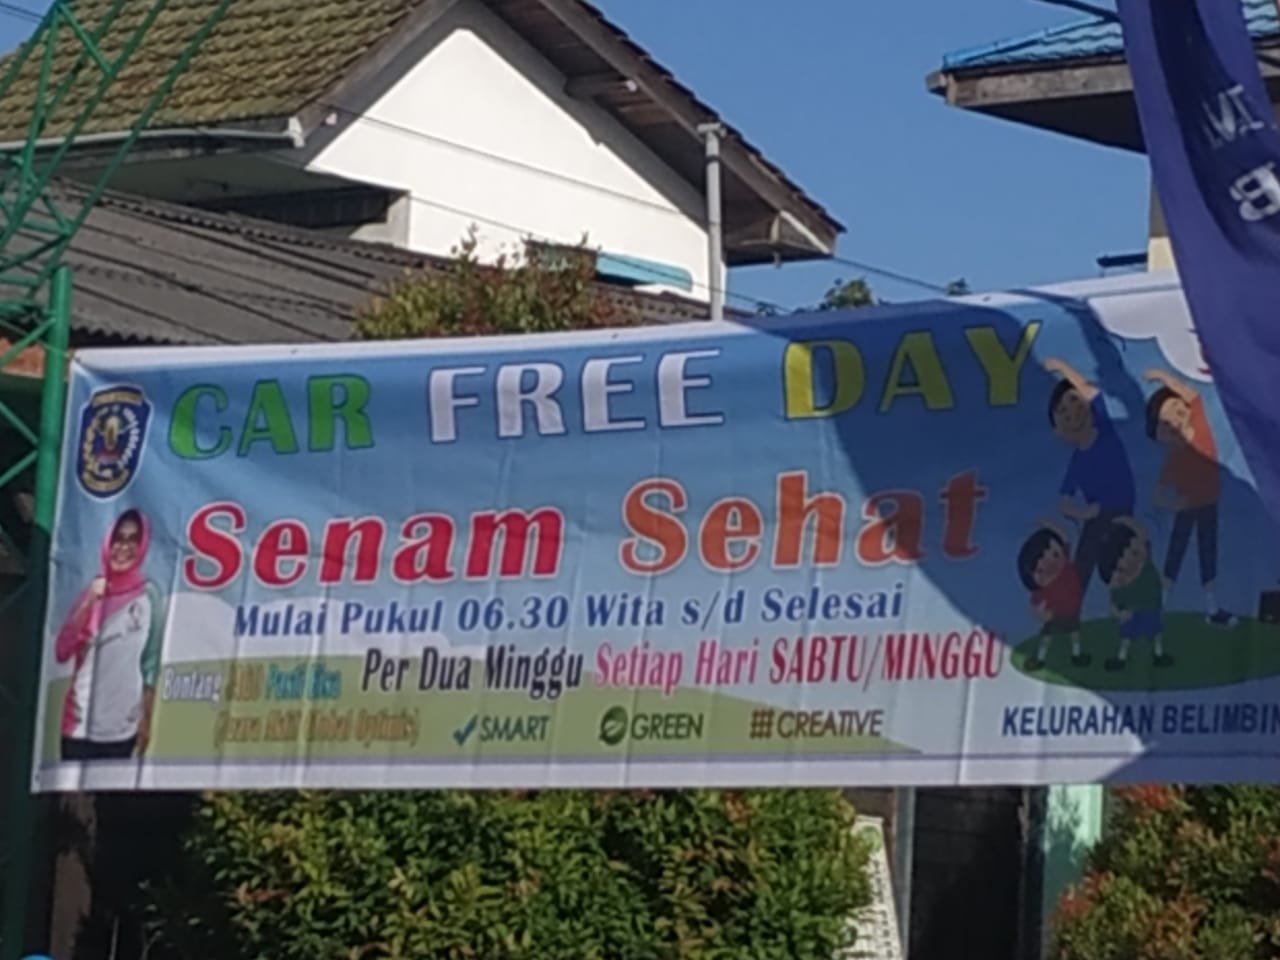 CAR FREE DAY
Senam Sehat
Mulai Pukul 06.30 Wita s/d Selesai
Per Dua Minggu Setiap Hari SABTU/MINGGU
Bontang
SMART GREEN CREATIVE
KELURAHAN BELIMBIN